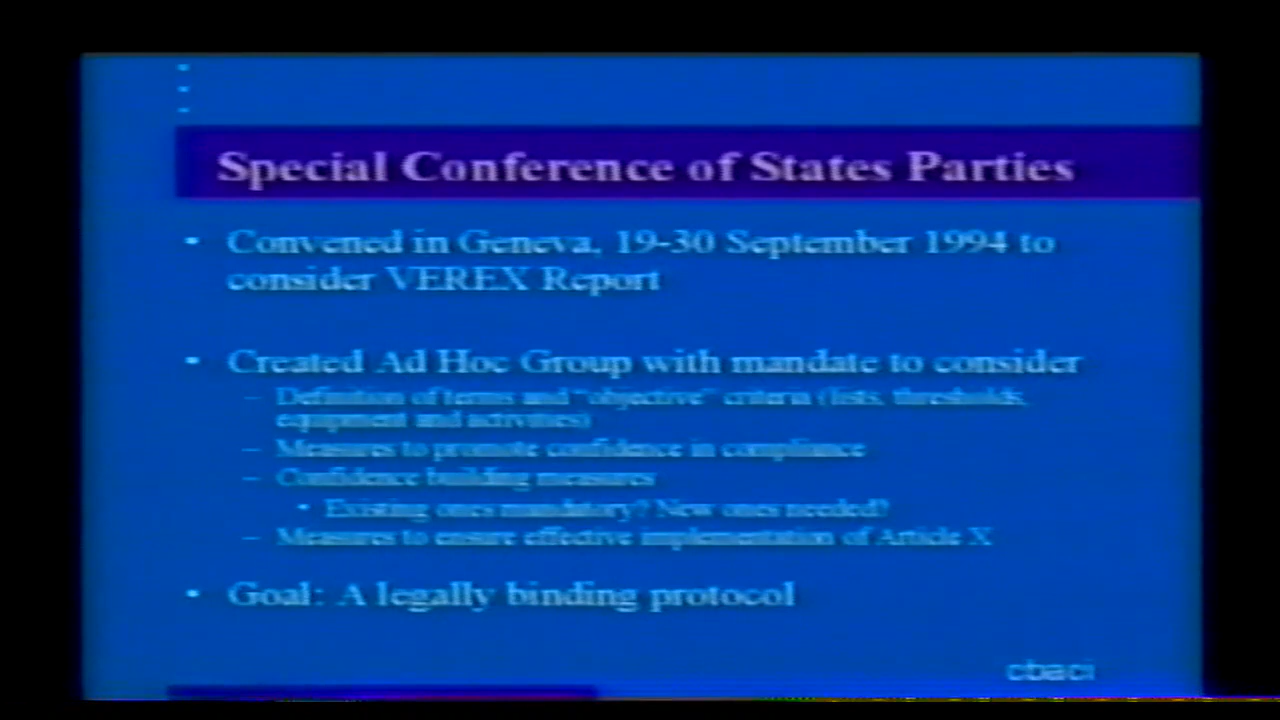 Special Conference of States Parties
• Convened in Geneva, 19-30 September 1994 to
consider VEREX Report
• Created Ad Hoc Group with mandate to consider
– Definition of terms and "objective" criteria (lists, thresholds,
equipment and activities)
– Measures to promote confidence in compliance
– Confidence building measures
• Existing ones mandatory? New ones needed?
– Measures to ensure effective implementation of Article X
• Goal: A legally binding protocol
cbaci